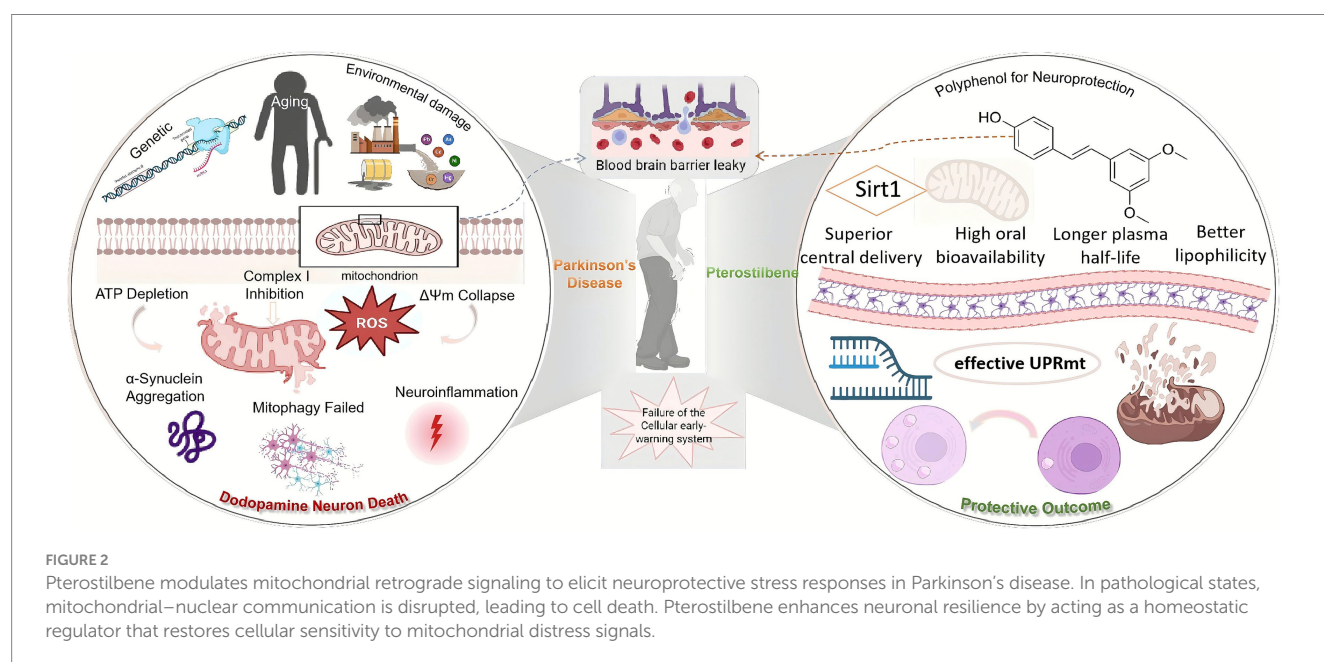 Genetic
Aging
Environmental damage
Pb
As
Ni
Cr
Hg
mitochondrion
Complex I
Inhibition
ATP Depletion
ΔΨm Collapse
ROS
α-Synuclein
Aggregation
Mitophagy Failed
Neuroinflammation
Dodopamine Neuron Death
Blood brain barrier leaky
Parkinson's
Disease
Pterostilbene
Failure of the
Cellular early-
warning system
Polyphenol for Neuroprotection
HO
O
O
Sirt1
Superior
central delivery
High oral
bioavailability
Longer plasma
half-life
Better
lipophilicity
effective UPRmt
Protective Outcome
FIGURE 2
Pterostilbene modulates mitochondrial retrograde signaling to elicit neuroprotective stress responses in Parkinson's disease. In pathological states,
mitochondrial–nuclear communication is disrupted, leading to cell death. Pterostilbene enhances neuronal resilience by acting as a homeostatic
regulator that restores cellular sensitivity to mitochondrial distress signals.